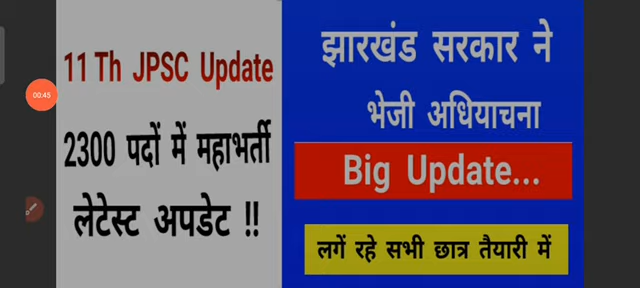 11 Th JPSC Update
2300 पदों में महाभर्ती
लेटेस्ट अपडेट !!
00:45
झारखंड सरकार ने
भेजी अधियाचना
Big Update...
लगें रहे सभी छात्र तैयारी में